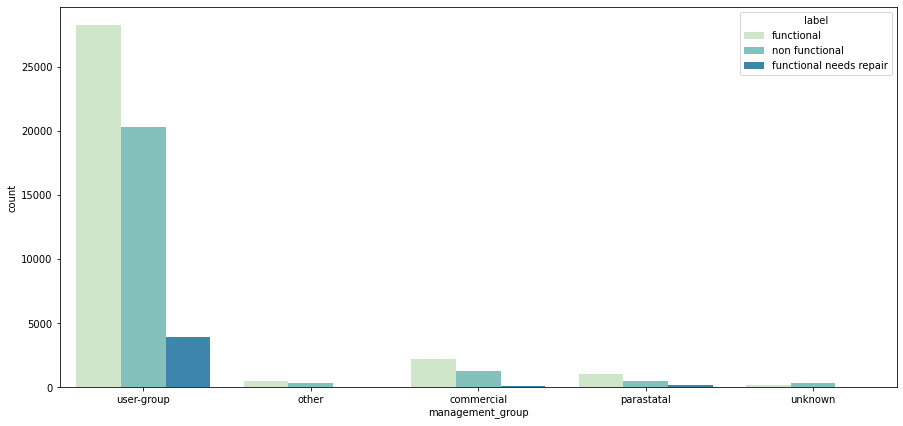 label
functional
non functional
functional needs repair
25000
20000
15000
10000
5000
0
count
user-group
other
commercial
parastatal
unknown
management_group